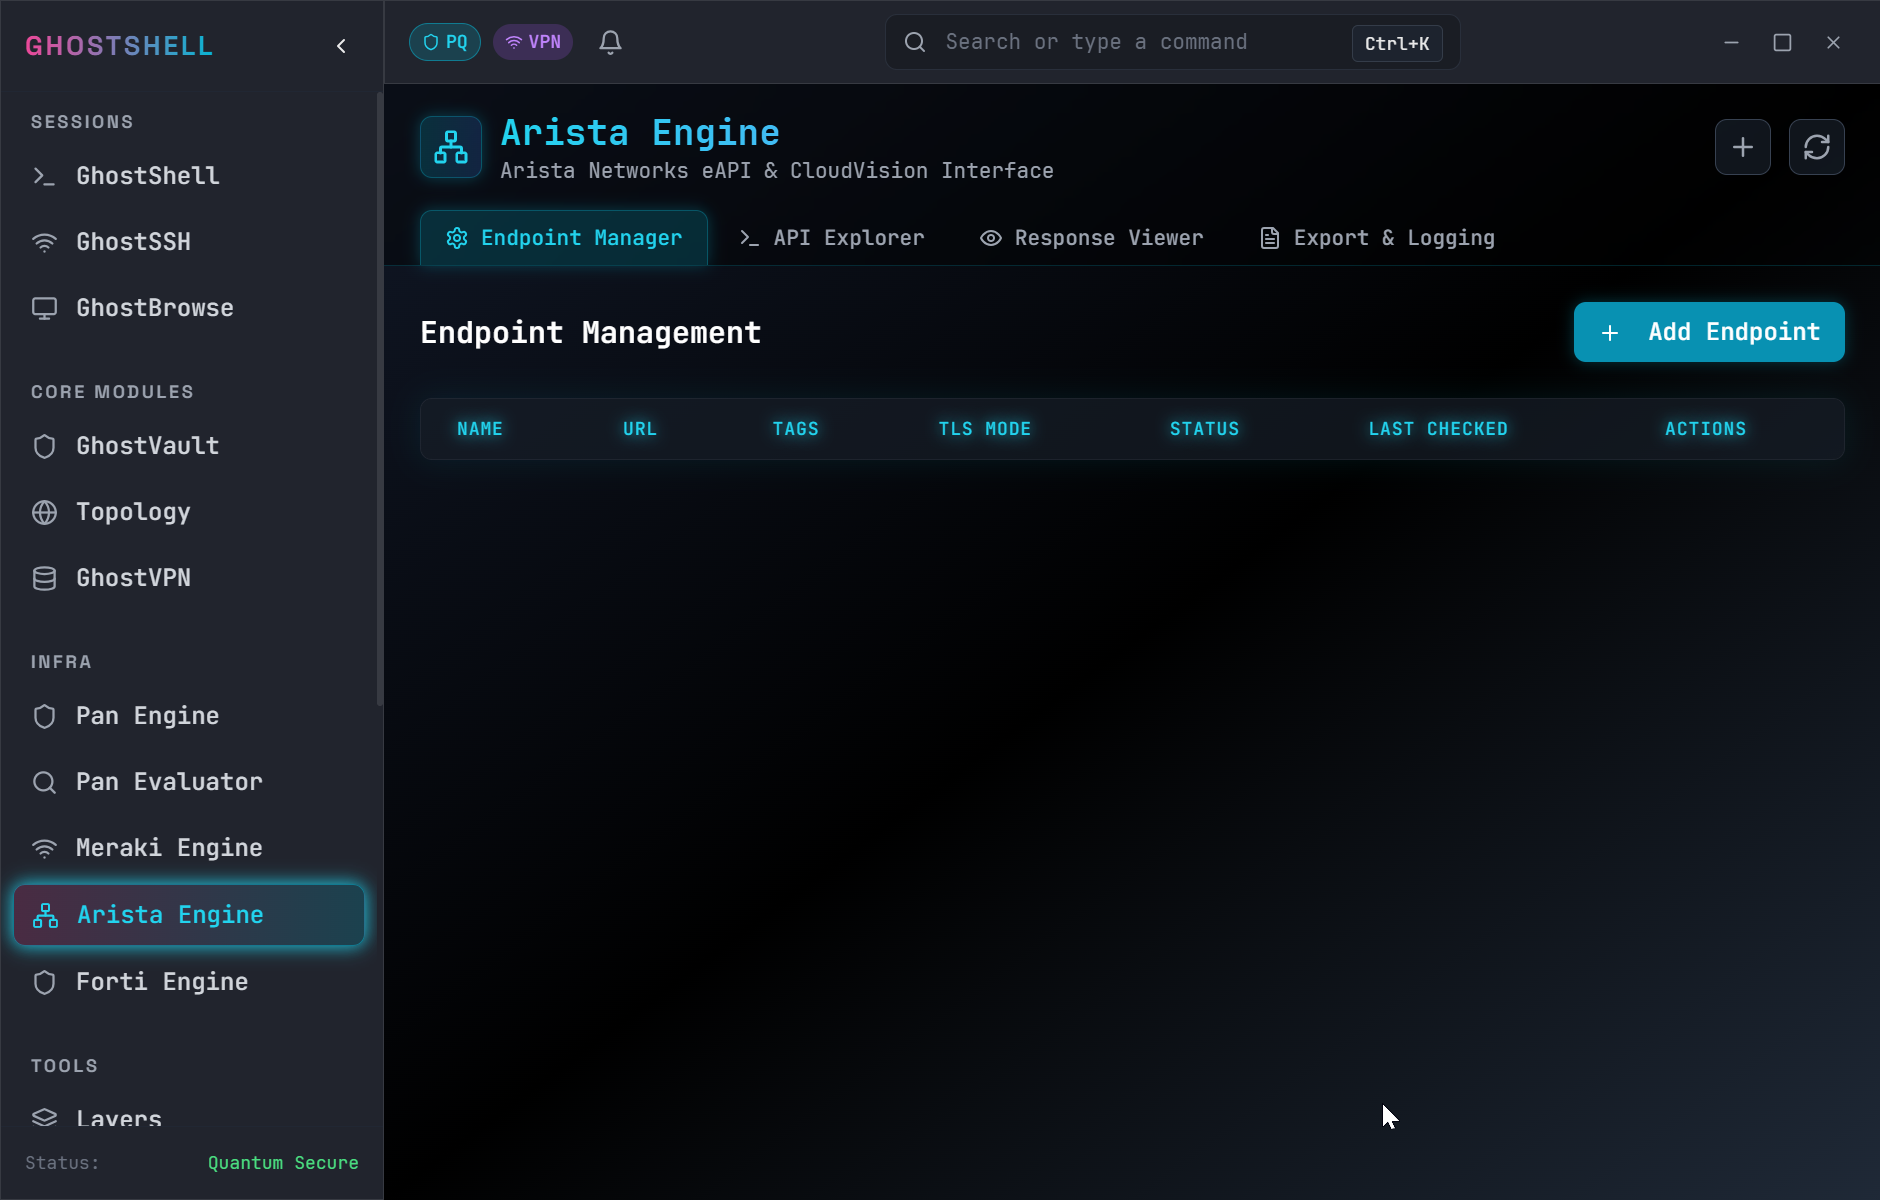 GHOSTSHELL
SESSIONS
GhostShell
GhostSSH
GhostBrowse
CORE MODULES
GhostVault
Topology
GhostVPN
INFRA
Pan Engine
Pan Evaluator
Meraki Engine
Arista Engine
Forti Engine
TOOLS
Layers
Status: Quantum Secure
PQ VPN Search or type a command Ctrl+K
Arista Engine
Arista Networks eAPI & CloudVision Interface
Endpoint Manager API Explorer Response Viewer Export & Logging
Endpoint Management Add Endpoint
NAME URL TAGS TLS MODE STATUS LAST CHECKED ACTIONS